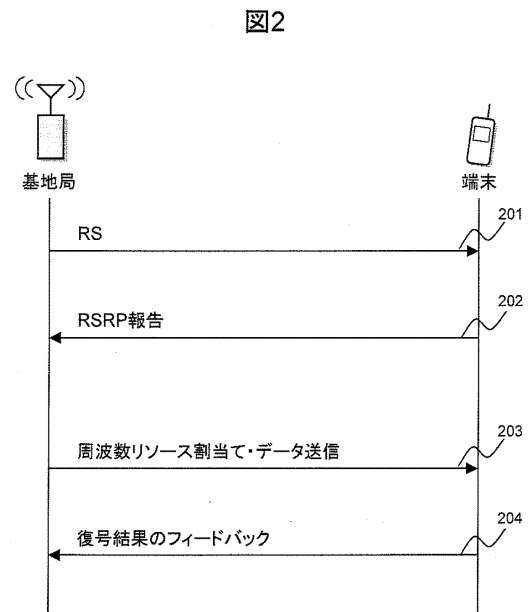 図2
基地局
端末
201
RS
202
RSRP報告
203
周波数リソース割当て・データ送信
204
復号結果のフィードバック